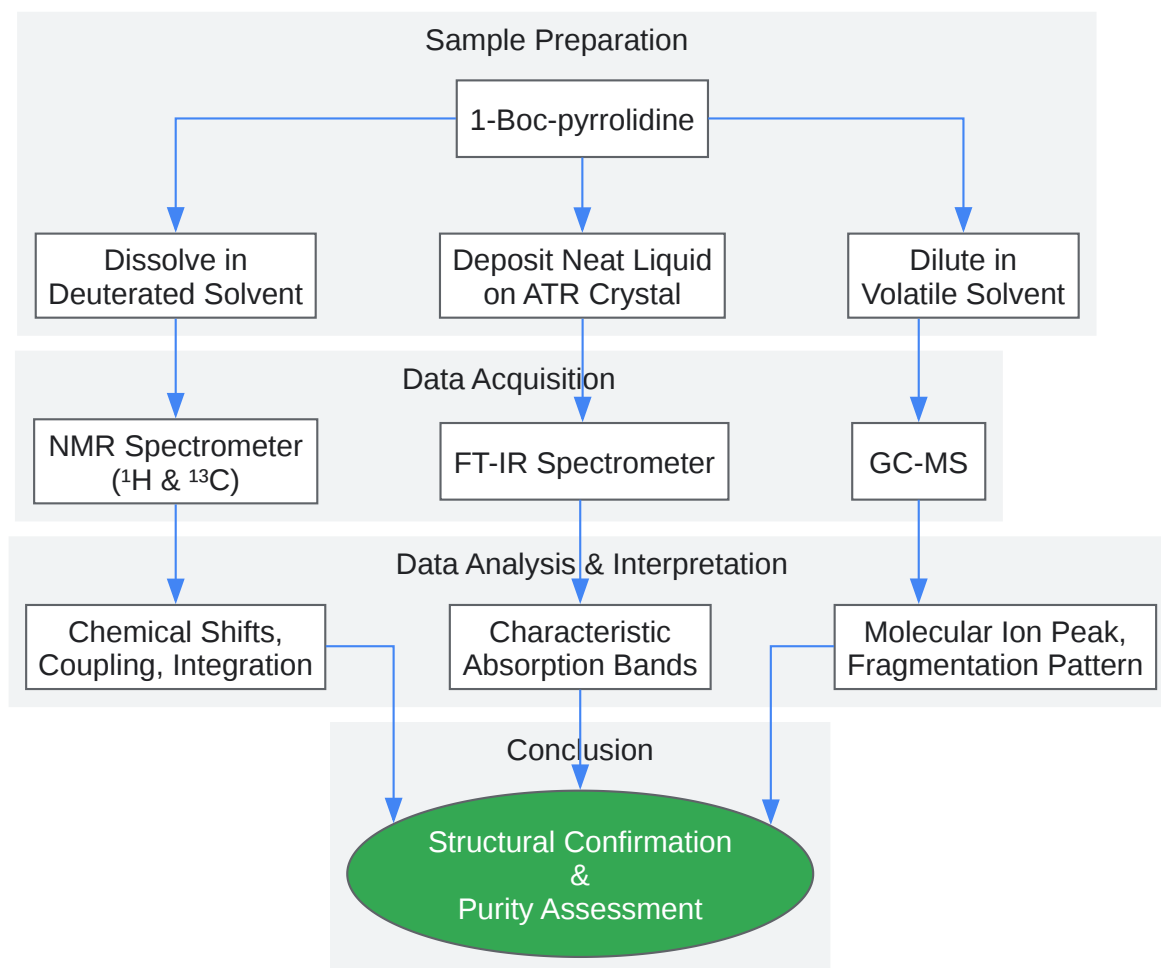 Sample Preparation
1-Boc-pyrrolidine
Dissolve in
Deuterated Solvent
Deposit Neat Liquid
on ATR Crystal
Dilute in
Volatile Solvent
Data Acquisition
NMR Spectrometer
(¹H & ¹³C)
FT-IR Spectrometer
GC-MS
Data Analysis & Interpretation
Chemical Shifts,
Coupling, Integration
Characteristic
Absorption Bands
Molecular Ion Peak,
Fragmentation Pattern
Conclusion
Structural Confirmation
&
Purity Assessment